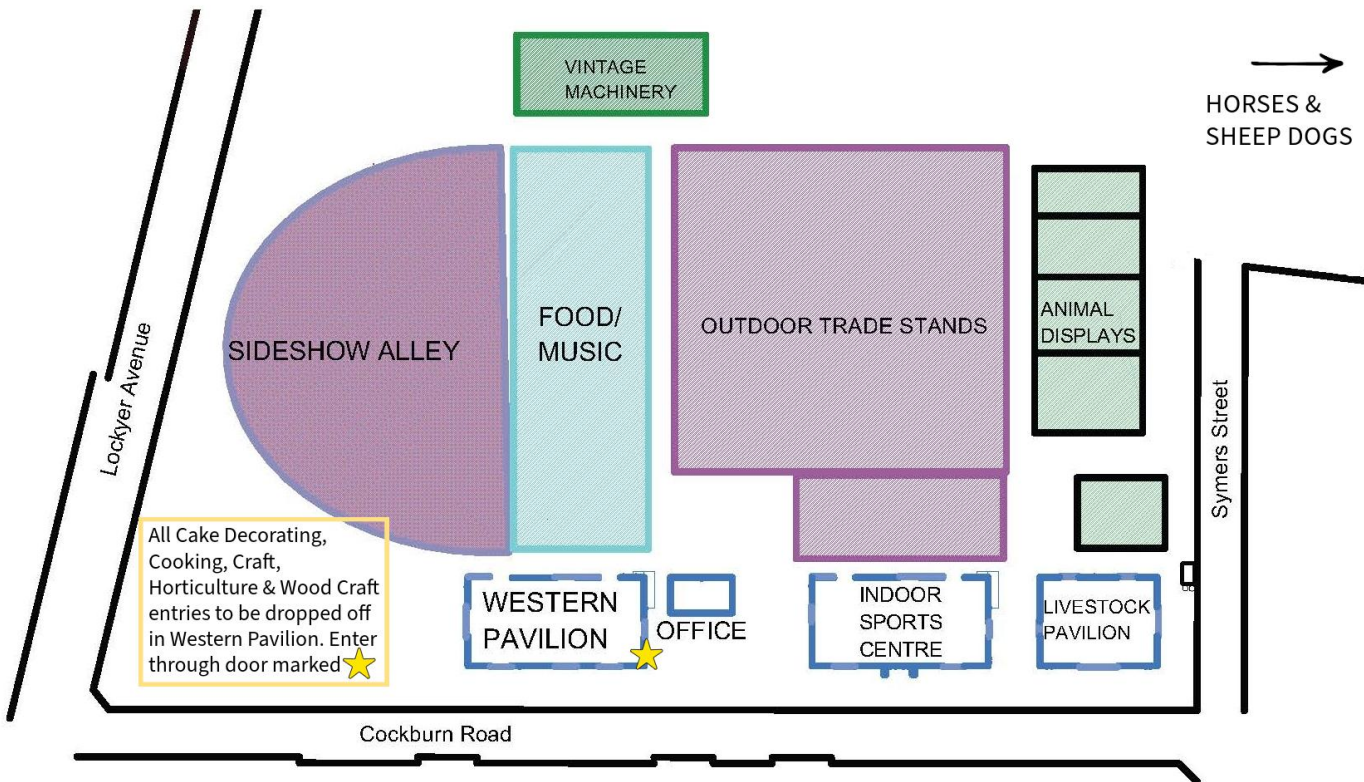 VINTAGE
MACHINERY
HORSES &
SHEEP DOGS
SIDESHOW ALLEY
FOOD/
MUSIC
OUTDOOR TRADE STANDS
ANIMAL
DISPLAYS
Lockyer Avenue
Symers Street
All Cake Decorating,
Cooking, Craft,
Horticulture & Wood Craft
entries to be dropped off
in Western Pavilion. Enter
through door marked
WESTERN
PAVILION
OFFICE
INDOOR
SPORTS
CENTRE
LIVESTOCK
PAVILION
Cockburn Road